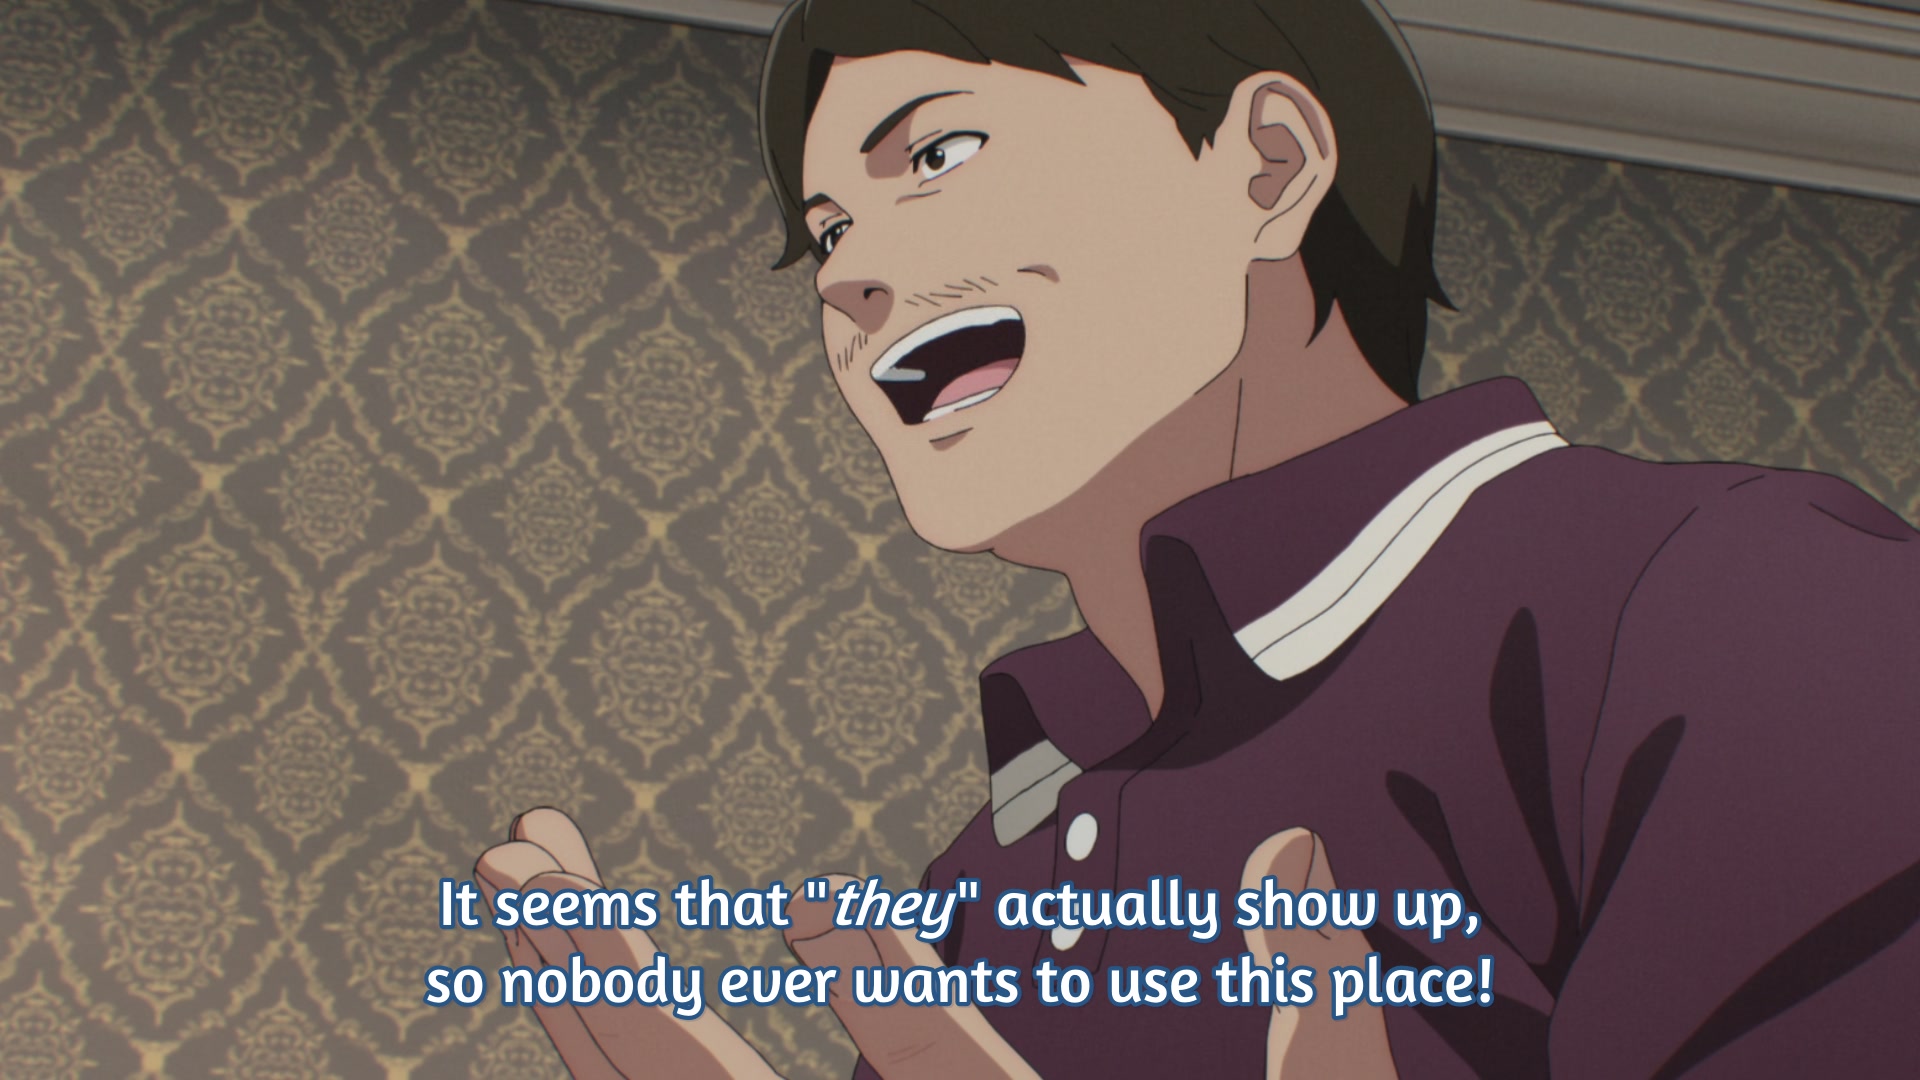 It seems that "they" actually show up,
so nobody ever wants to use this place!